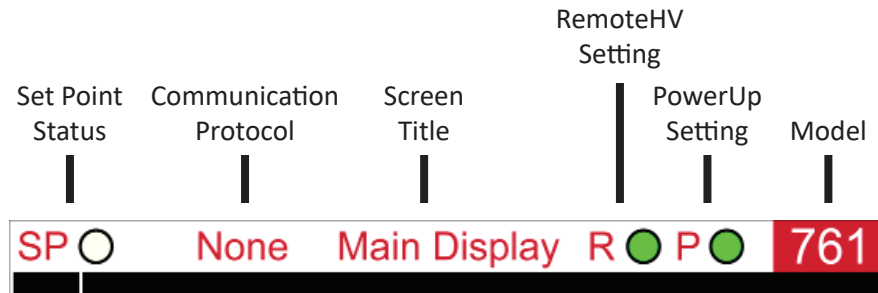 RemoteHV
Setting
Set Point
Status
Communication
Protocol
Screen
Title
PowerUp
Setting
Model
SP None Main Display R P 761